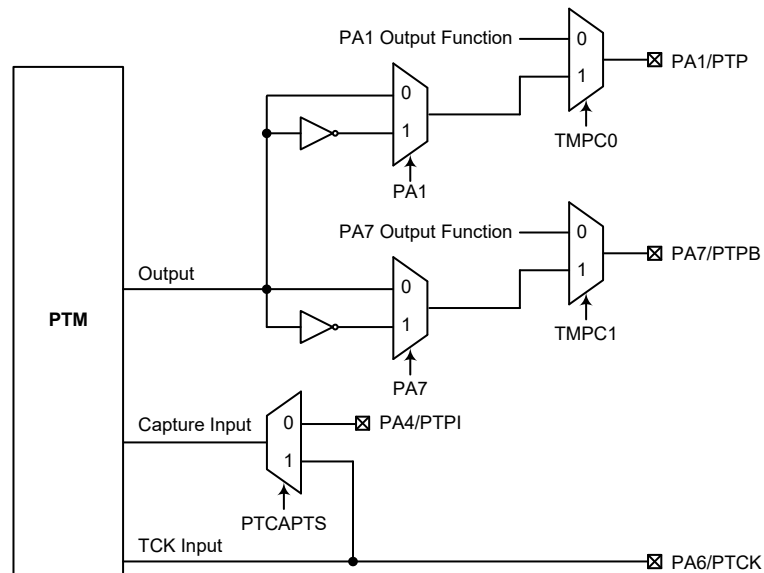 PA1 Output Function
0
1
PA1/PTP
TMPC0
0
1
PA1
PA7 Output Function
0
1
PA7/PTPB
TMPC1
Output
0
1
PA7
PTM
Capture Input
0
1
PA4/PTPI
PTCAPTS
TCK Input
PA6/PTCK